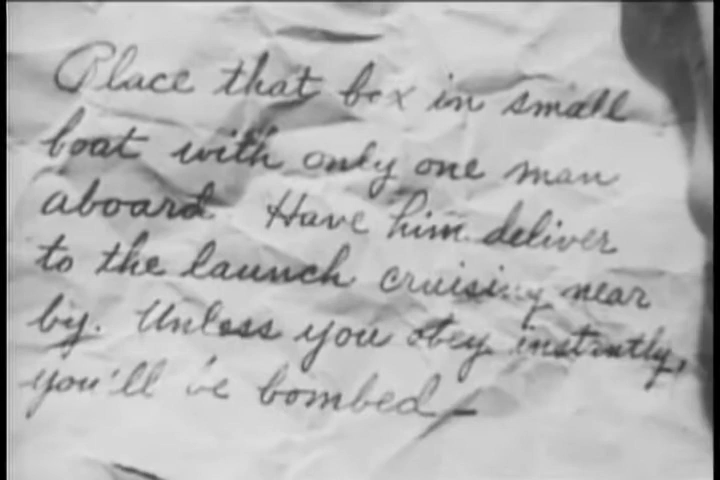 Place that box in small
boat with only one man
aboard Have him deliver
to the launch cruising near
by. Unless you obey instantly,
you'll be bombed—